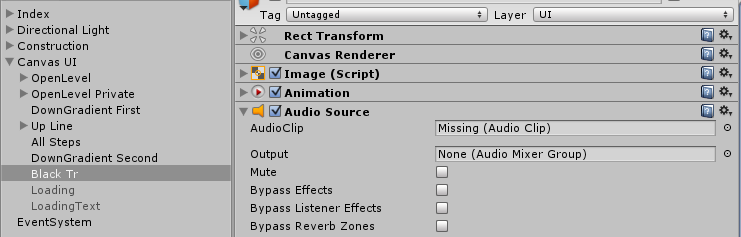 Index
Directional Light
Construction
Canvas UI
OpenLevel
OpenLevel Private
DownGradient First
Up Line
All Steps
DownGradient Second
Black Tr
Loading
LoadingText
EventSystem
Tag Untagged Layer UI
Rect Transform
Canvas Renderer
Image (Script)
Animation
Audio Source
AudioClip Missing (Audio Clip)
Output None (Audio Mixer Group)
Mute
Bypass Effects
Bypass Listener Effects
Bypass Reverb Zones